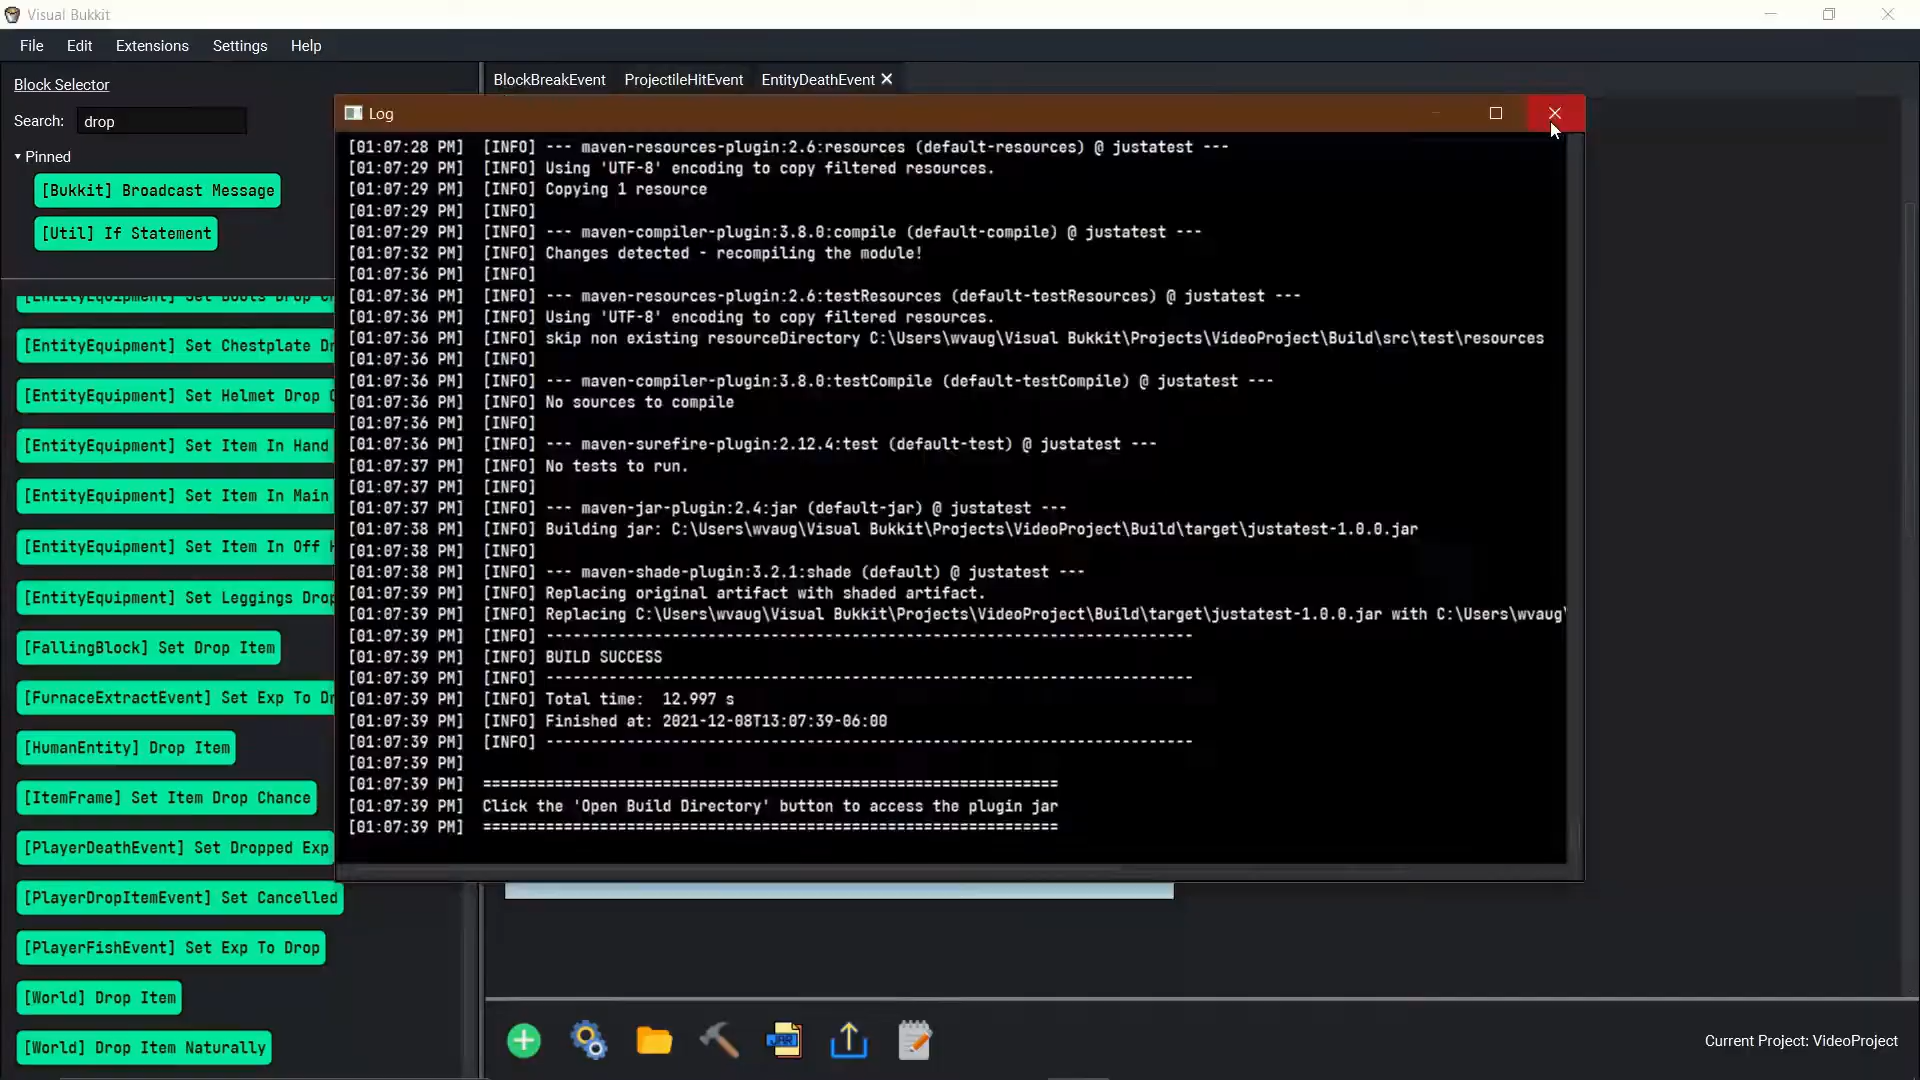 Visual Bukkit
File Edit Extensions Settings Help
Block Selector
Search: drop
Pinned
[Bukkit] Broadcast Message
[Util] If Statement
[EntityEquipment] Set Boots Drop
[EntityEquipment] Set Chestplate
[EntityEquipment] Set Helmet Drop
[EntityEquipment] Set Item In Hand
[EntityEquipment] Set Item In Main
[EntityEquipment] Set Item In Off
[EntityEquipment] Set Leggings Drop
[FallingBlock] Set Drop Item
[FurnaceExtractEvent] Set Exp To
[HumanEntity] Drop Item
[ItemFrame] Set Item Drop Chance
[PlayerDeathEvent] Set Dropped Exp
[PlayerDropItemEvent] Set Cancelled
[PlayerFishEvent] Set Exp To Drop
[World] Drop Item
[World] Drop Item Naturally
BlockBreakEvent ProjectileHitEvent EntityDeathEvent
Log
[01:07:28 PM] [INFO] --- maven-resources-plugin:2.6:resources (default-resources) @ justatest ---
[01:07:29 PM] [INFO] Using 'UTF-8' encoding to copy filtered resources.
[01:07:29 PM] [INFO] Copying 1 resource
[01:07:29 PM] [INFO]
[01:07:29 PM] [INFO] --- maven-compiler-plugin:3.8.0:compile (default-compile) @ justatest ---
[01:07:32 PM] [INFO] Changes detected - recompiling the module!
[01:07:36 PM] [INFO]
[01:07:36 PM] [INFO] --- maven-resources-plugin:2.6:testResources (default-testResources) @ justatest ---
[01:07:36 PM] [INFO] Using 'UTF-8' encoding to copy filtered resources.
[01:07:36 PM] [INFO] skip non existing resourceDirectory C:\Users\wvaug\Visual Bukkit\Projects\VideoProject\Build\src\test\resources
[01:07:36 PM] [INFO]
[01:07:36 PM] [INFO] --- maven-compiler-plugin:3.8.0:testCompile (default-testCompile) @ justatest ---
[01:07:36 PM] [INFO] No sources to compile
[01:07:36 PM] [INFO]
[01:07:36 PM] [INFO] --- maven-surefire-plugin:2.12.4:test (default-test) @ justatest ---
[01:07:37 PM] [INFO] No tests to run.
[01:07:37 PM] [INFO]
[01:07:37 PM] [INFO] --- maven-jar-plugin:2.4:jar (default-jar) @ justatest ---
[01:07:38 PM] [INFO] Building jar: C:\Users\wvaug\Visual Bukkit\Projects\VideoProject\Build\target\justatest-1.0.0.jar
[01:07:38 PM] [INFO]
[01:07:38 PM] [INFO] --- maven-shade-plugin:3.2.1:shade (default) @ justatest ---
[01:07:39 PM] [INFO] Replacing original artifact with shaded artifact.
[01:07:39 PM] [INFO] Replacing C:\Users\wvaug\Visual Bukkit\Projects\VideoProject\Build\target\justatest-1.0.0.jar with C:\Users\wvaug\
[01:07:39 PM] [INFO] ------------------------------------------------------------------------
[01:07:39 PM] [INFO] BUILD SUCCESS
[01:07:39 PM] [INFO] ------------------------------------------------------------------------
[01:07:39 PM] [INFO] Total time:  12.997 s
[01:07:39 PM] [INFO] Finished at: 2021-12-08T13:07:39-06:00
[01:07:39 PM] [INFO] ------------------------------------------------------------------------
[01:07:39 PM]
[01:07:39 PM] ================================================================
[01:07:39 PM] Click the 'Open Build Directory' button to access the plugin jar
[01:07:39 PM] ================================================================
JAR
Current Project: VideoProject